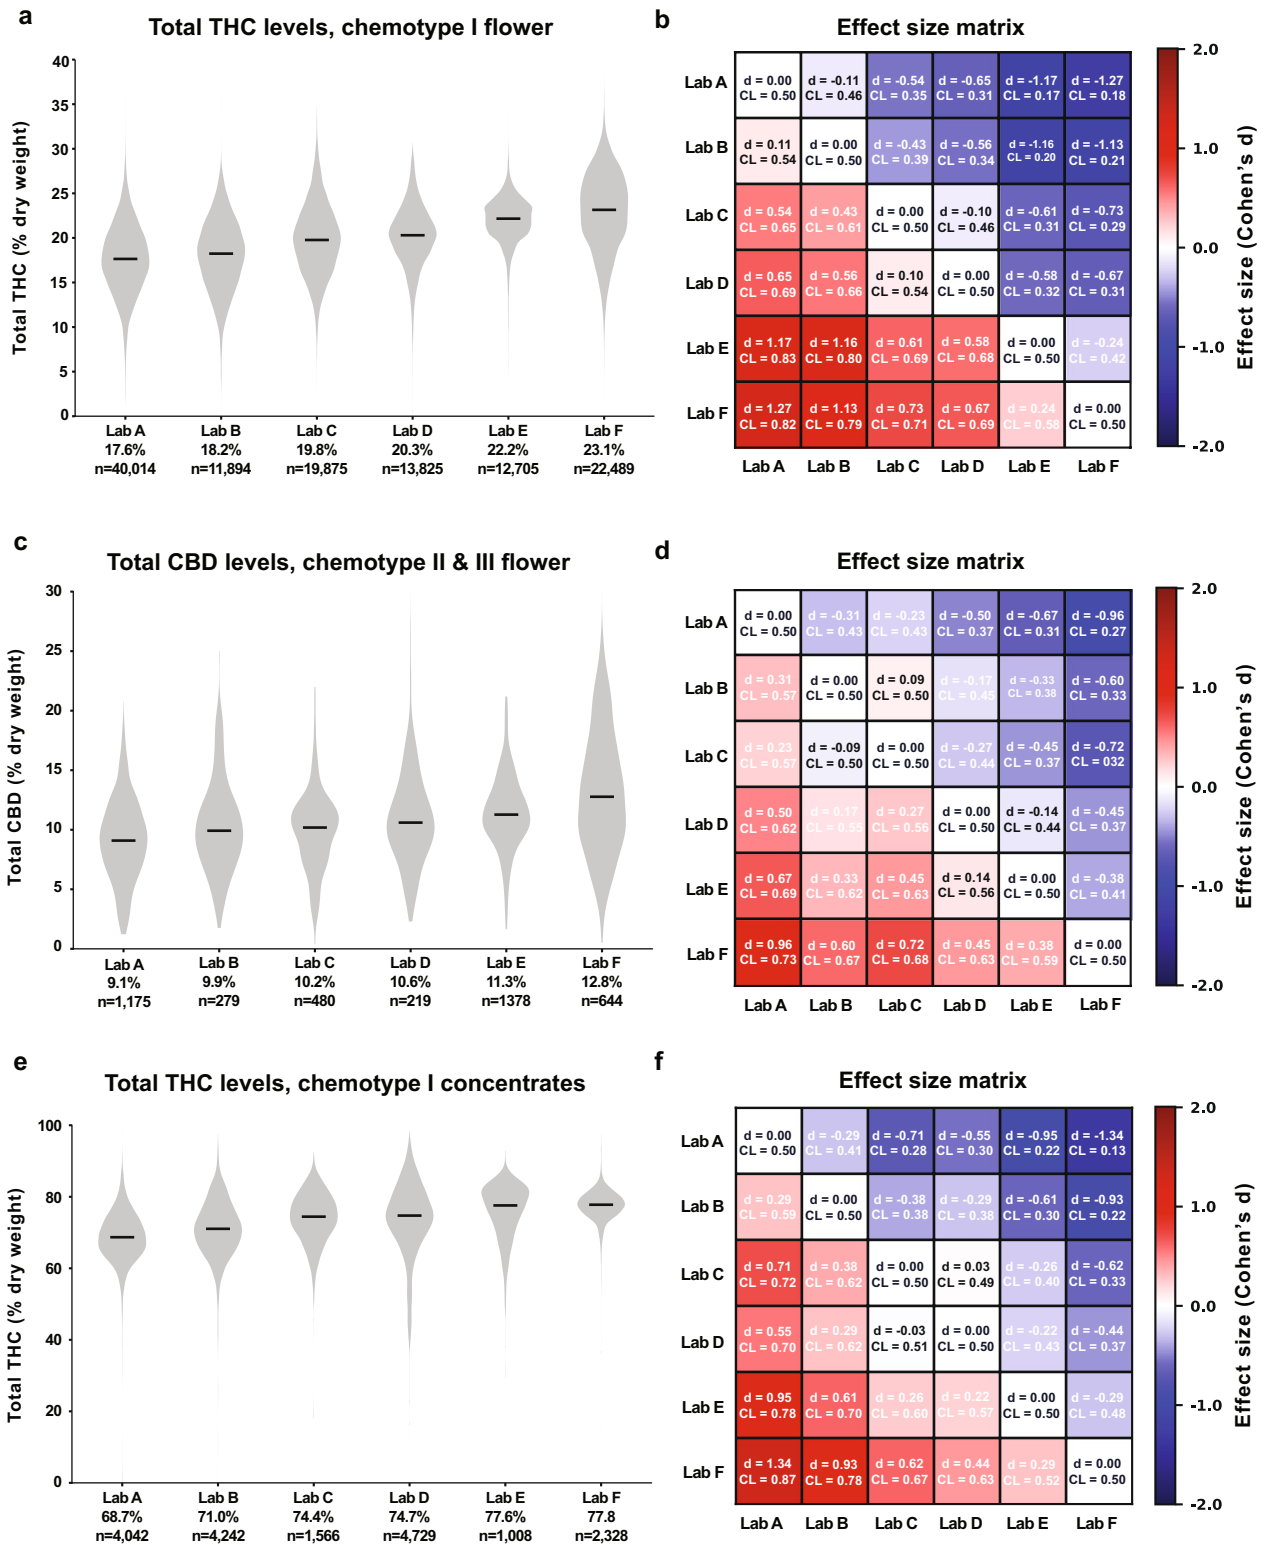 a
Total THC levels, chemotype I flower
Total THC (% dry weight)
40
35
30
25
20
15
10
5
0
Lab A Lab B Lab C Lab D Lab E Lab F
17.6% 18.2% 19.8% 20.3% 22.2% 23.1%
n=40,014 n=11,894 n=19,875 n=13,825 n=12,705 n=22,489
b
Effect size matrix
Lab A
d = 0.00 d = -0.11 d = -0.54 d = -0.65 d = -1.17 d = -1.27
CL = 0.50 CL = 0.46 CL = 0.35 CL = 0.31 CL = 0.17 CL = 0.18
Lab B
d = 0.11 d = 0.00 d = -0.43 d = -0.56 d = -1.16 d = -1.13
CL = 0.54 CL = 0.50 CL = 0.39 CL = 0.34 CL = 0.20 CL = 0.21
Lab C
d = 0.54 d = 0.43 d = 0.00 d = -0.10 d = -0.61 d = -0.73
CL = 0.65 CL = 0.61 CL = 0.50 CL = 0.46 CL = 0.31 CL = 0.29
Lab D
d = 0.65 d = 0.56 d = 0.10 d = 0.00 d = -0.58 d = -0.67
CL = 0.69 CL = 0.66 CL = 0.54 CL = 0.50 CL = 0.32 CL = 0.31
Lab E
d = 1.17 d = 1.16 d = 0.61 d = 0.58 d = 0.00 d = -0.24
CL = 0.83 CL = 0.80 CL = 0.69 CL = 0.68 CL = 0.50 CL = 0.42
Lab F
d = 1.27 d = 1.13 d = 0.73 d = 0.67 d = 0.24 d = 0.00
CL = 0.82 CL = 0.79 CL = 0.71 CL = 0.69 CL = 0.58 CL = 0.50
Lab A Lab B Lab C Lab D Lab E Lab F
2.0
1.0
0.0
-1.0
-2.0
Effect size (Cohen's d)
c
Total CBD levels, chemotype II & III flower
Total CBD (% dry weight)
30
25
20
15
10
5
0
Lab A Lab B Lab C Lab D Lab E Lab F
9.1% 9.9% 10.2% 10.6% 11.3% 12.8%
n=1,175 n=279 n=480 n=219 n=1378 n=644
d
Effect size matrix
Lab A
d = 0.00 d = -0.31 d = -0.23 d = -0.50 d = -0.67 d = -0.96
CL = 0.50 CL = 0.43 CL = 0.43 CL = 0.37 CL = 0.31 CL = 0.27
Lab B
d = 0.31 d = 0.00 d = 0.09 d = -0.17 d = -0.33 d = -0.60
CL = 0.57 CL = 0.50 CL = 0.50 CL = 0.45 CL = 0.38 CL = 0.33
Lab C
d = 0.23 d = -0.09 d = 0.00 d = -0.27 d = -0.45 d = -0.72
CL = 0.57 CL = 0.50 CL = 0.50 CL = 0.44 CL = 0.37 CL = 032
Lab D
d = 0.50 d = 0.17 d = 0.27 d = 0.00 d = -0.14 d = -0.45
CL = 0.62 CL = 0.55 CL = 0.56 CL = 0.50 CL = 0.44 CL = 0.37
Lab E
d = 0.67 d = 0.33 d = 0.45 d = 0.14 d = 0.00 d = -0.38
CL = 0.69 CL = 0.62 CL = 0.63 CL = 0.56 CL = 0.50 CL = 0.41
Lab F
d = 0.96 d = 0.60 d = 0.72 d = 0.45 d = 0.38 d = 0.00
CL = 0.73 CL = 0.67 CL = 0.68 CL = 0.63 CL = 0.59 CL = 0.50
Lab A Lab B Lab C Lab D Lab E Lab F
2.0
1.0
0.0
-1.0
-2.0
Effect size (Cohen's d)
e
Total THC levels, chemotype I concentrates
Total THC (% dry weight)
100
80
60
40
20
0
Lab A Lab B Lab C Lab D Lab E Lab F
68.7% 71.0% 74.4% 74.7% 77.6% 77.8
n=4,042 n=4,242 n=1,566 n=4,729 n=1,008 n=2,328
f
Effect size matrix
Lab A
d = 0.00 d = -0.29 d = -0.71 d = -0.55 d = -0.95 d = -1.34
CL = 0.50 CL = 0.41 CL = 0.28 CL = 0.30 CL = 0.22 CL = 0.13
Lab B
d = 0.29 d = 0.00 d = -0.38 d = -0.29 d = -0.61 d = -0.93
CL = 0.59 CL = 0.50 CL = 0.38 CL = 0.38 CL = 0.30 CL = 0.22
Lab C
d = 0.71 d = 0.38 d = 0.00 d = 0.03 d = -0.26 d = -0.62
CL = 0.72 CL = 0.62 CL = 0.50 CL = 0.49 CL = 0.40 CL = 0.33
Lab D
d = 0.55 d = 0.29 d = -0.03 d = 0.00 d = -0.22 d = -0.44
CL = 0.70 CL = 0.62 CL = 0.51 CL = 0.50 CL = 0.43 CL = 0.37
Lab E
d = 0.95 d = 0.61 d = 0.26 d = 0.22 d = 0.00 d = -0.29
CL = 0.78 CL = 0.70 CL = 0.60 CL = 0.57 CL = 0.50 CL = 0.48
Lab F
d = 1.34 d = 0.93 d = 0.62 d = 0.44 d = 0.29 d = 0.00
CL = 0.87 CL = 0.78 CL = 0.67 CL = 0.63 CL = 0.52 CL = 0.50
Lab A Lab B Lab C Lab D Lab E Lab F
2.0
1.0
0.0
-1.0
-2.0
Effect size (Cohen's d)